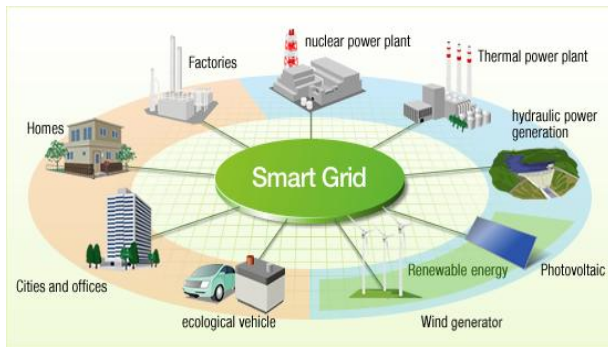 nuclear power plant
Factories
Thermal power plant
hydraulic power
generation
Homes
Smart Grid
Renewable energy
Photovoltaic
Cities and offices
ecological vehicle
Wind generator